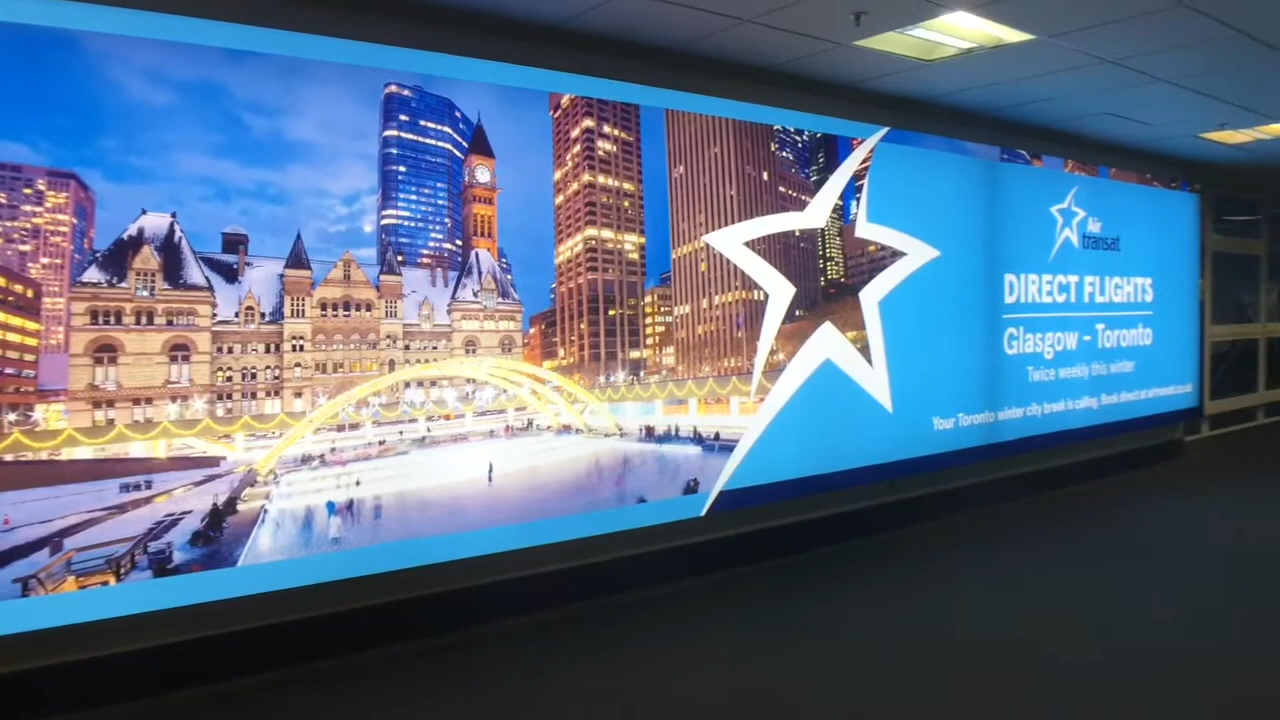 Air
transat
DIRECT FLIGHTS
Glasgow – Toronto
Twice weekly this winter
Your Toronto winter city break is calling. Book direct at airtransat.co.uk